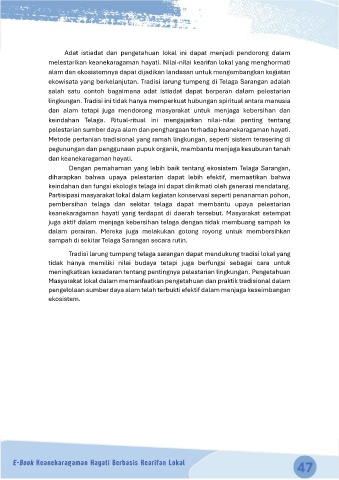 Adat istiadat dan pengetahuan lokal ini dapat menjadi pendorong dalam
melestarikan keanekaragaman hayati. Nilai-nilai kearifan lokal yang menghormati
alam dan ekosistemnya dapat dijadikan landasan untuk mengembangkan kegiatan
ekowisata yang berkelanjutan. Tradisi larung tumpeng di Telaga Sarangan adalah
salah satu contoh bagaimana adat istiadat dapat berperan dalam pelestarian
lingkungan. Tradisi ini tidak hanya memperkuat hubungan spiritual antara manusia
dan alam tetapi juga mendorong masyarakat untuk menjaga kebersihan dan
keindahan Telaga. Ritual-ritual ini mengajarkan nilai-nilai penting tentang
pelestarian sumber daya alam dan penghargaan terhadap keanekaragaman hayati.
Metode pertanian tradisional yang ramah lingkungan, seperti sistem terasering di
pegunungan dan penggunaan pupuk organik, membantu menjaga kesuburan tanah
dan keanekaragaman hayati.
Dengan pemahaman yang lebih baik tentang ekosistem Telaga Sarangan,
diharapkan bahwa upaya pelestarian dapat lebih efektif, memastikan bahwa
keindahan dan fungsi ekologis telaga ini dapat dinikmati oleh generasi mendatang.
Partisipasi masyarakat lokal dalam kegiatan konservasi seperti penanaman pohon,
pembersihan telaga dan sekitar telaga dapat membantu upaya pelestarian
keanekaragaman hayati yang terdapat di daerah tersebut. Masyarakat setempat
juga aktif dalam menjaga kebersihan telaga dengan tidak membuang sampah ke
dalam perairan. Mereka juga melakukan gotong royong untuk membersihkan
sampah di sekitar Telaga Sarangan secara rutin.
Tradisi larung tumpeng telaga sarangan dapat mendukung tradisi lokal yang
tidak hanya memiliki nilai budaya tetapi juga berfungsi sebagai cara untuk
meningkatkan kesadaran tentang pentingnya pelestarian lingkungan. Pengetahuan
Masyarakat lokal dalam memanfaatkan pengetahuan dan praktik tradisional dalam
pengelolaan sumber daya alam telah terbukti efektif dalam menjaga keseimbangan
ekosistem.
E-Book Keanekaragaman Hayati Berbasis Kearifan Lokal
47